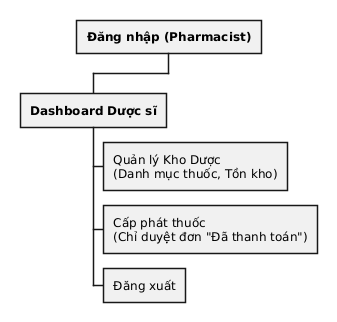 Đăng nhập (Pharmacist)
Dashboard Dược sĩ
Quản lý Kho Dược
(Danh mục thuốc, Tồn kho)
Cấp phát thuốc
(Chỉ duyệt đơn "Đã thanh toán")
Đăng xuất